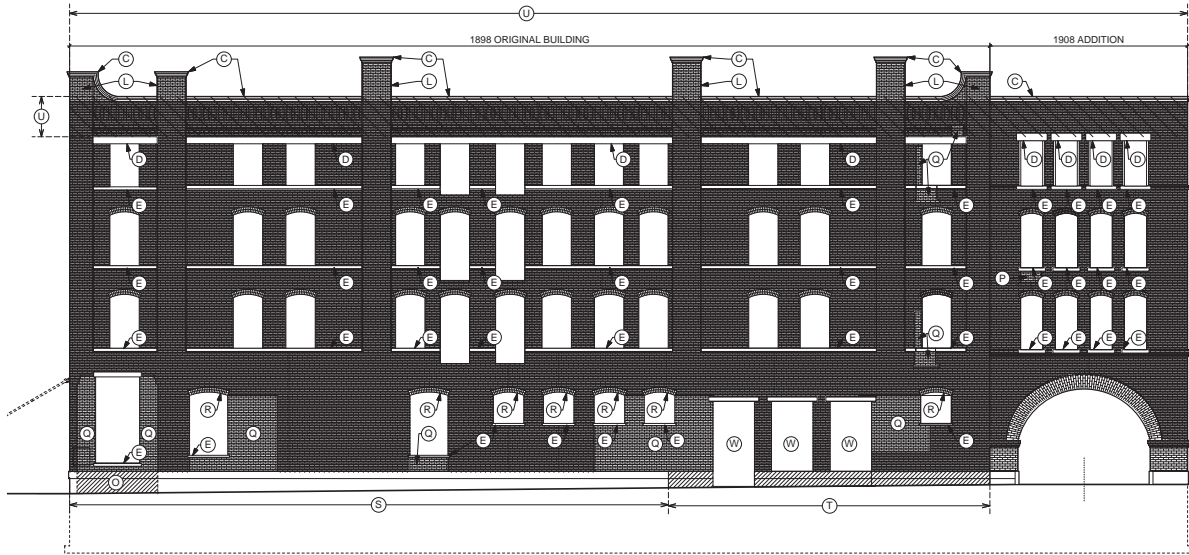 U
1898 ORIGINAL BUILDING 1908 ADDITION
C C C C C C
L L L L
U
D D D D Q D D D D
E E E E E E E E E E
E E E E E P E E E E
E E E E E Q E E E E E
R R R R R R R
Q Q Q E Q E E E Q E Q E
E E W W W
O
S T